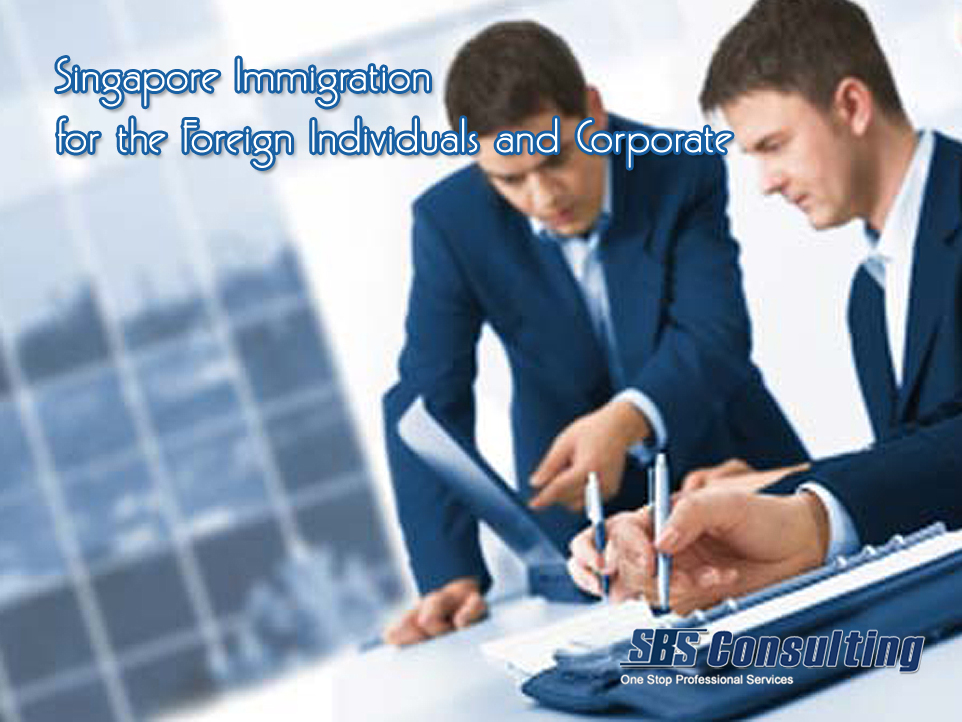 Singapore Immigration
for the Foreign Individuals and Corporate
SBS Consulting
One Stop Professional Services